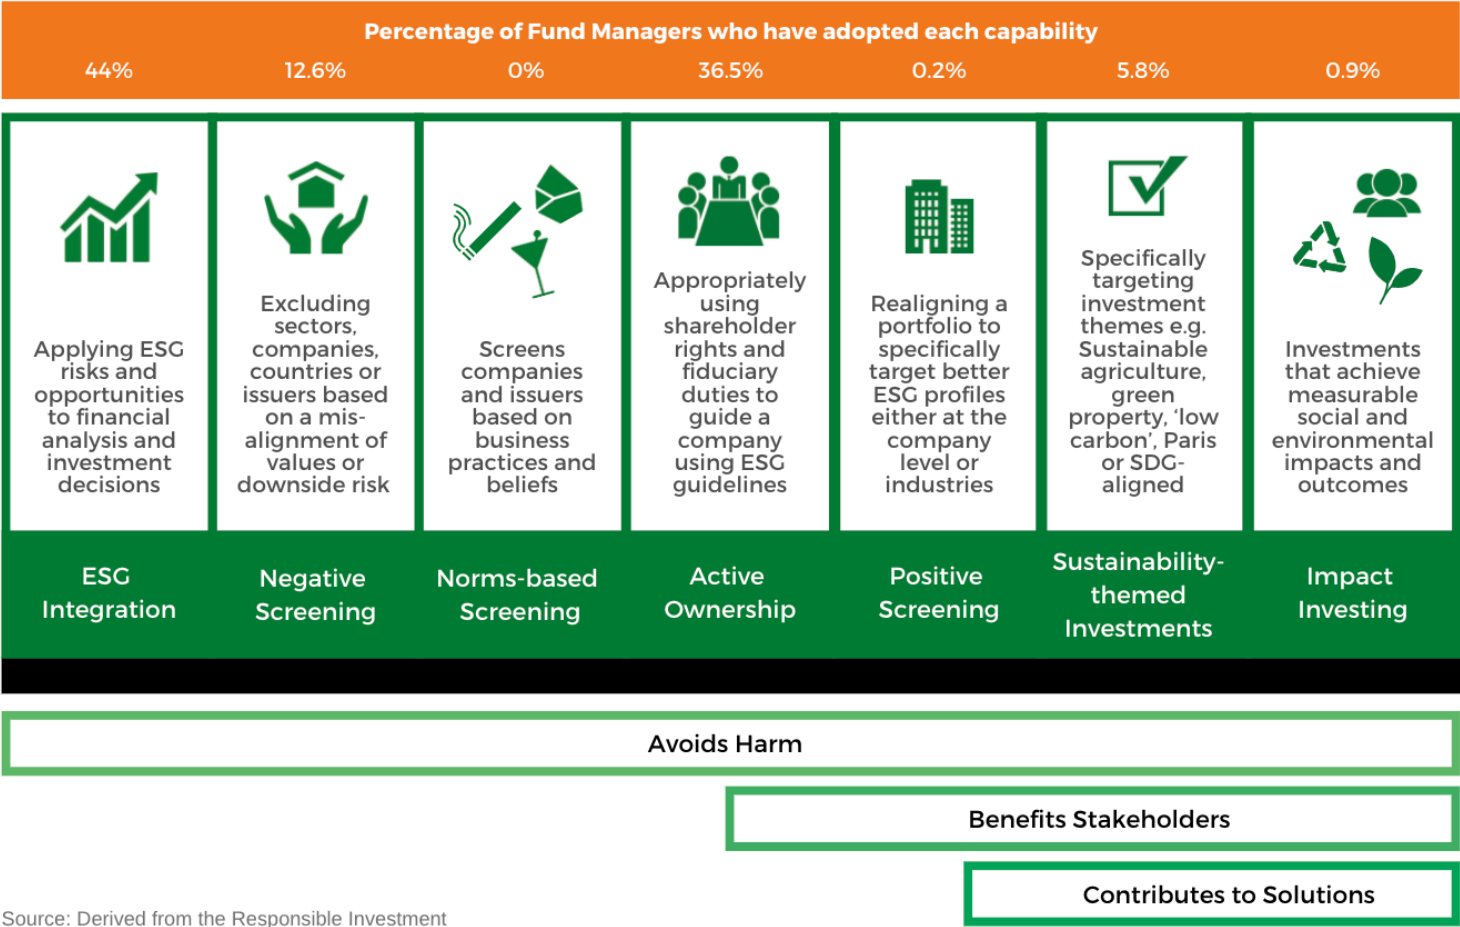 Percentage of Fund Managers who have adopted each capability
44% 12.6% 0% 36.5% 0.2% 5.8% 0.9%
Applying ESG
risks and
opportunities
to financial
analysis and
investment
decisions
Excluding
sectors,
companies,
countries or
issuers based
on a mis-
alignment of
values or
downside risk
Screens
companies
and issuers
based on
business
practices and
beliefs
Appropriately
using
shareholder
rights and
fiduciary
duties to
guide a
company
using ESG
guidelines
Realigning a
portfolio to
specifically
target better
ESG profiles
either at the
company
level or
industries
Specifically
targeting
investment
themes e.g.
Sustainable
agriculture,
green
property, ‘low
carbon’, Paris
or SDG-
aligned
Investments
that achieve
measurable
social and
environmental
impacts and
outcomes
ESG
Integration
Negative
Screening
Norms-based
Screening
Active
Ownership
Positive
Screening
Sustainability-
themed
Investments
Impact
Investing
Avoids Harm
Benefits Stakeholders
Contributes to Solutions
Source: Derived from the Responsible Investment